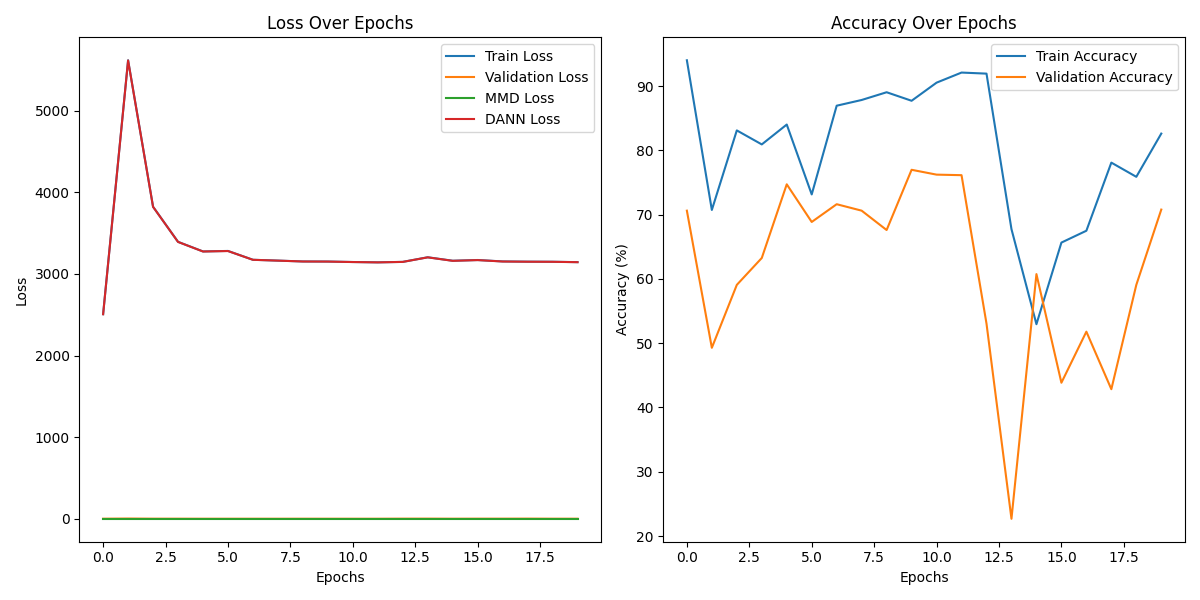 Loss Over Epochs
Train Loss
Validation Loss
MMD Loss
DANN Loss
Loss
5000
4000
3000
2000
1000
0
0.0 2.5 5.0 7.5 10.0 12.5 15.0 17.5
Epochs
Accuracy Over Epochs
Train Accuracy
Validation Accuracy
Accuracy (%)
90
80
70
60
50
40
30
20
0.0 2.5 5.0 7.5 10.0 12.5 15.0 17.5
Epochs